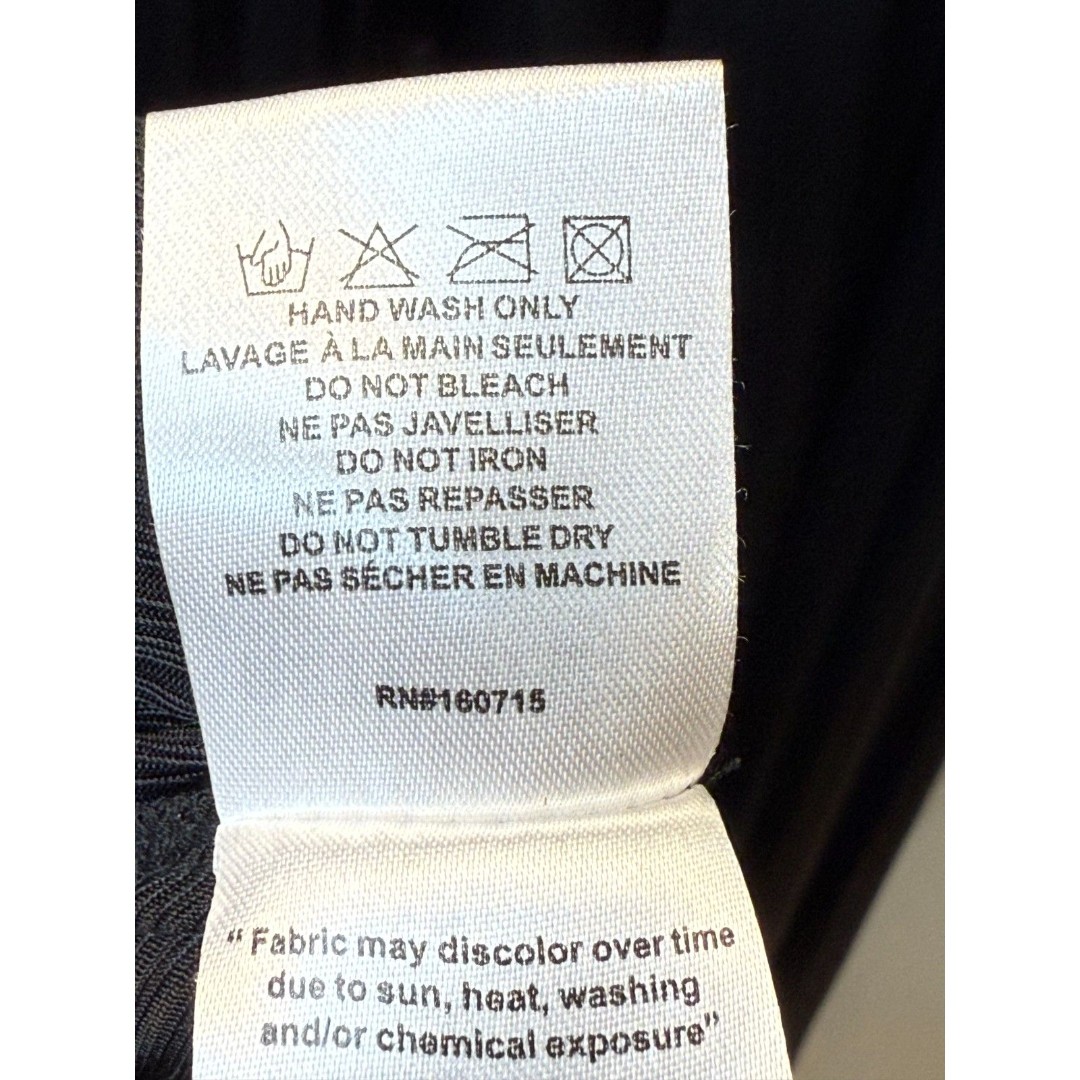 HAND WASH ONLY
LAVAGE À LA MAIN SEULEMENT
DO NOT BLEACH
NE PAS JAVELLISER
DO NOT IRON
NE PAS REPASSER
DO NOT TUMBLE DRY
NE PAS SÉCHER EN MACHINE
RN#160715
“Fabric may discolor over time
due to sun, heat, washing
and/or chemical exposure”